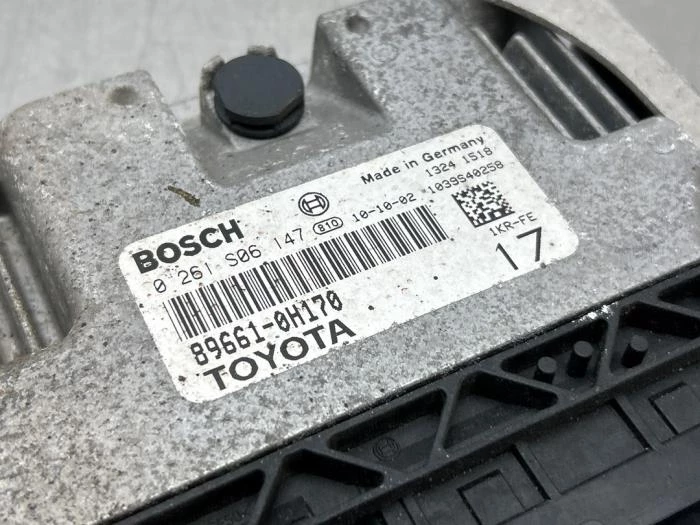 BOSCH
Made in Germany
0 261 S06 147 B10 10-10-02
1324 1518
1039S40258
1KR-FE
17
89661-0H170
TOYOTA